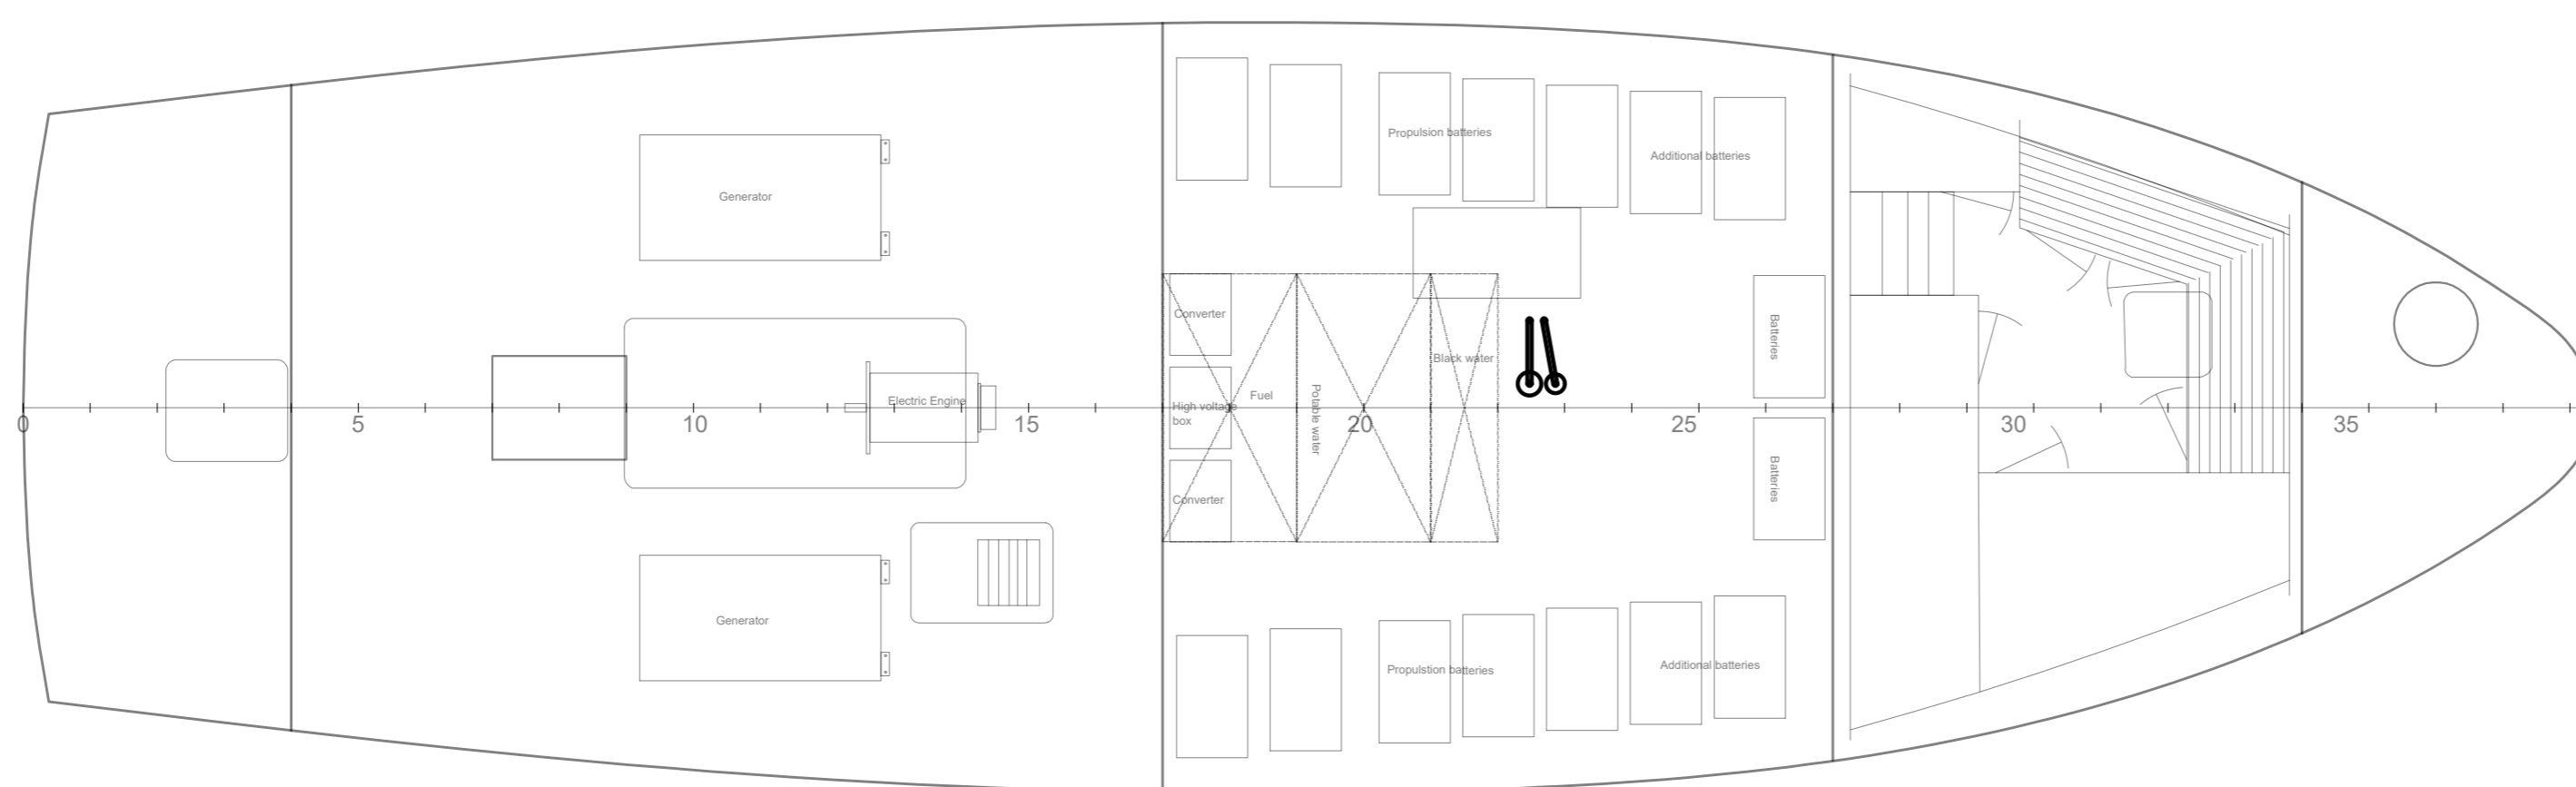 Propulsion batteries
Additional batteries
Generator
Converter
Batteries
Black water
Fuel
Electric Engine
High voltage
box
Potable water
0
5
10
15
20
25
30
35
Batteries
Converter
Generator
Propulstion batteries
Additional batteries